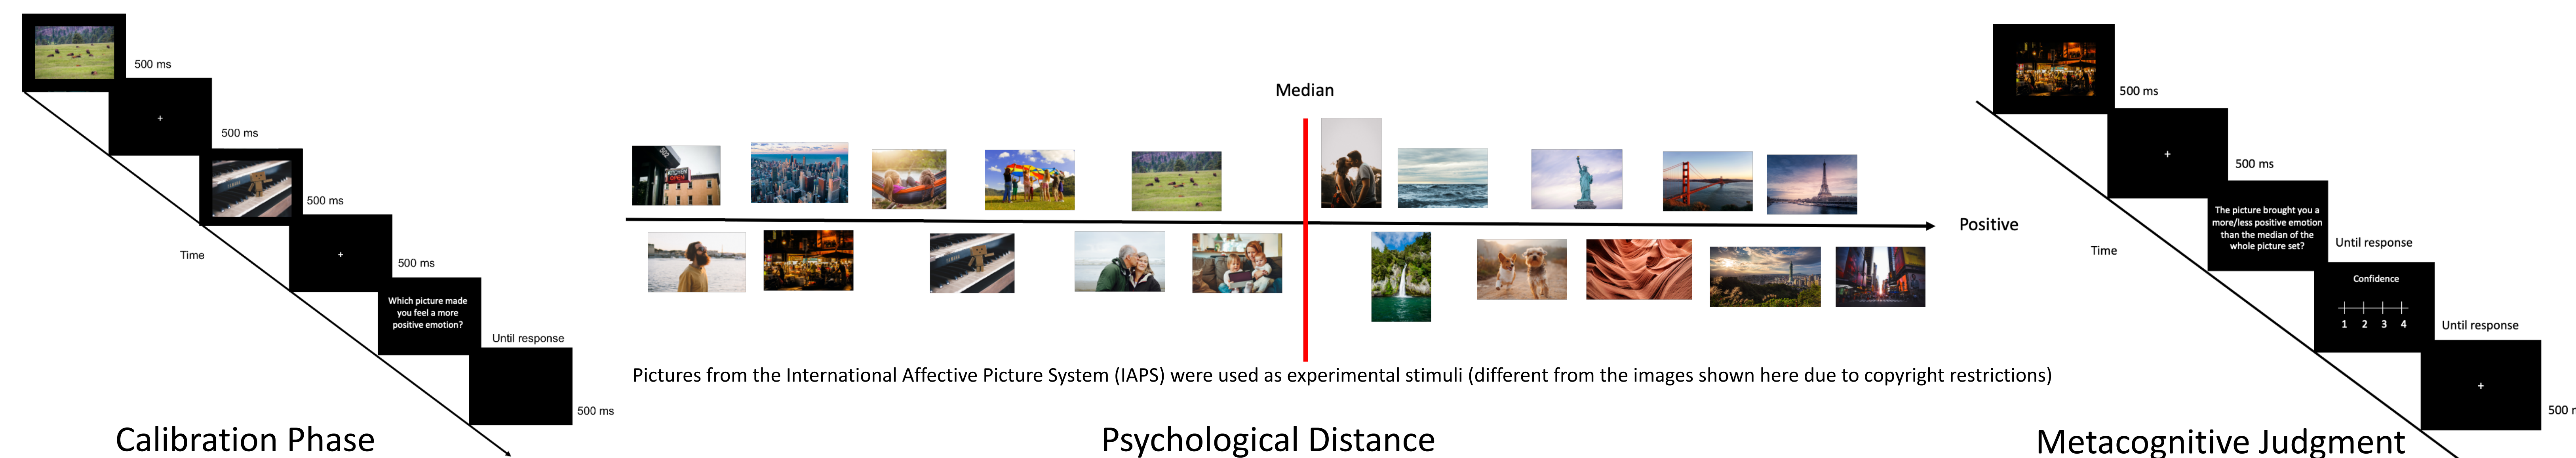 500 ms
+
500 ms
500 ms
+
500 ms
Which picture made
you feel a more
positive emotion?
Until response
500 ms
Time
Calibration Phase
Median
Positive
Pictures from the International Affective Picture System (IAPS) were used as experimental stimuli (different from the images shown here due to copyright restrictions)
Psychological Distance
500 ms
+
500 ms
The picture brought you a
more/less positive emotion
than the median of the
whole picture set?
Until response
Confidence
1 2 3 4
Until response
+
500 m
Time
Metacognitive Judgment